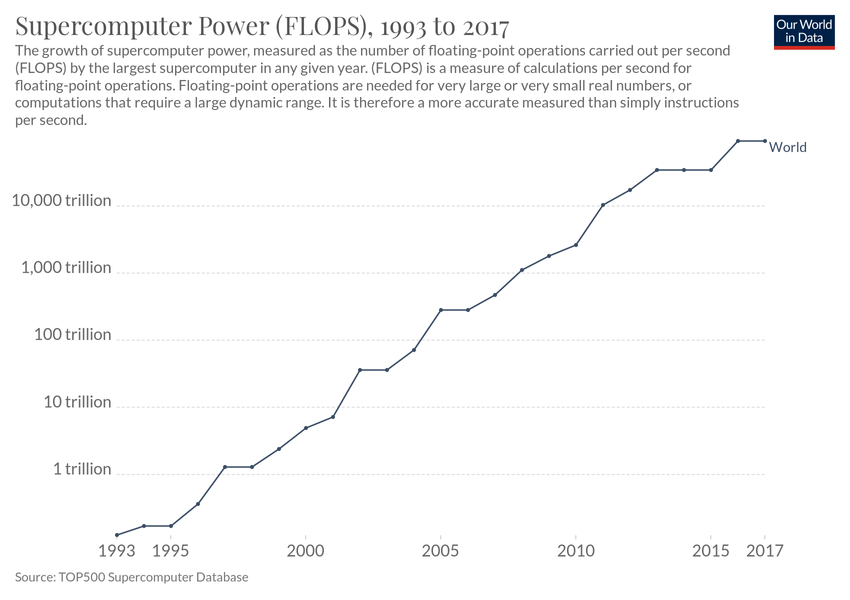 Supercomputer Power (FLOPS), 1993 to 2017
Our World
in Data
The growth of supercomputer power, measured as the number of floating-point operations carried out per second
(FLOPS) by the largest supercomputer in any given year. (FLOPS) is a measure of calculations per second for
floating-point operations. Floating-point operations are needed for very large or very small real numbers, or
computations that require a large dynamic range. It is therefore a more accurate measured than simply instructions
per second.
World
10,000 trillion
1,000 trillion
100 trillion
10 trillion
1 trillion
1993 1995 2000 2005 2010 2015 2017
Source: TOP500 Supercomputer Database